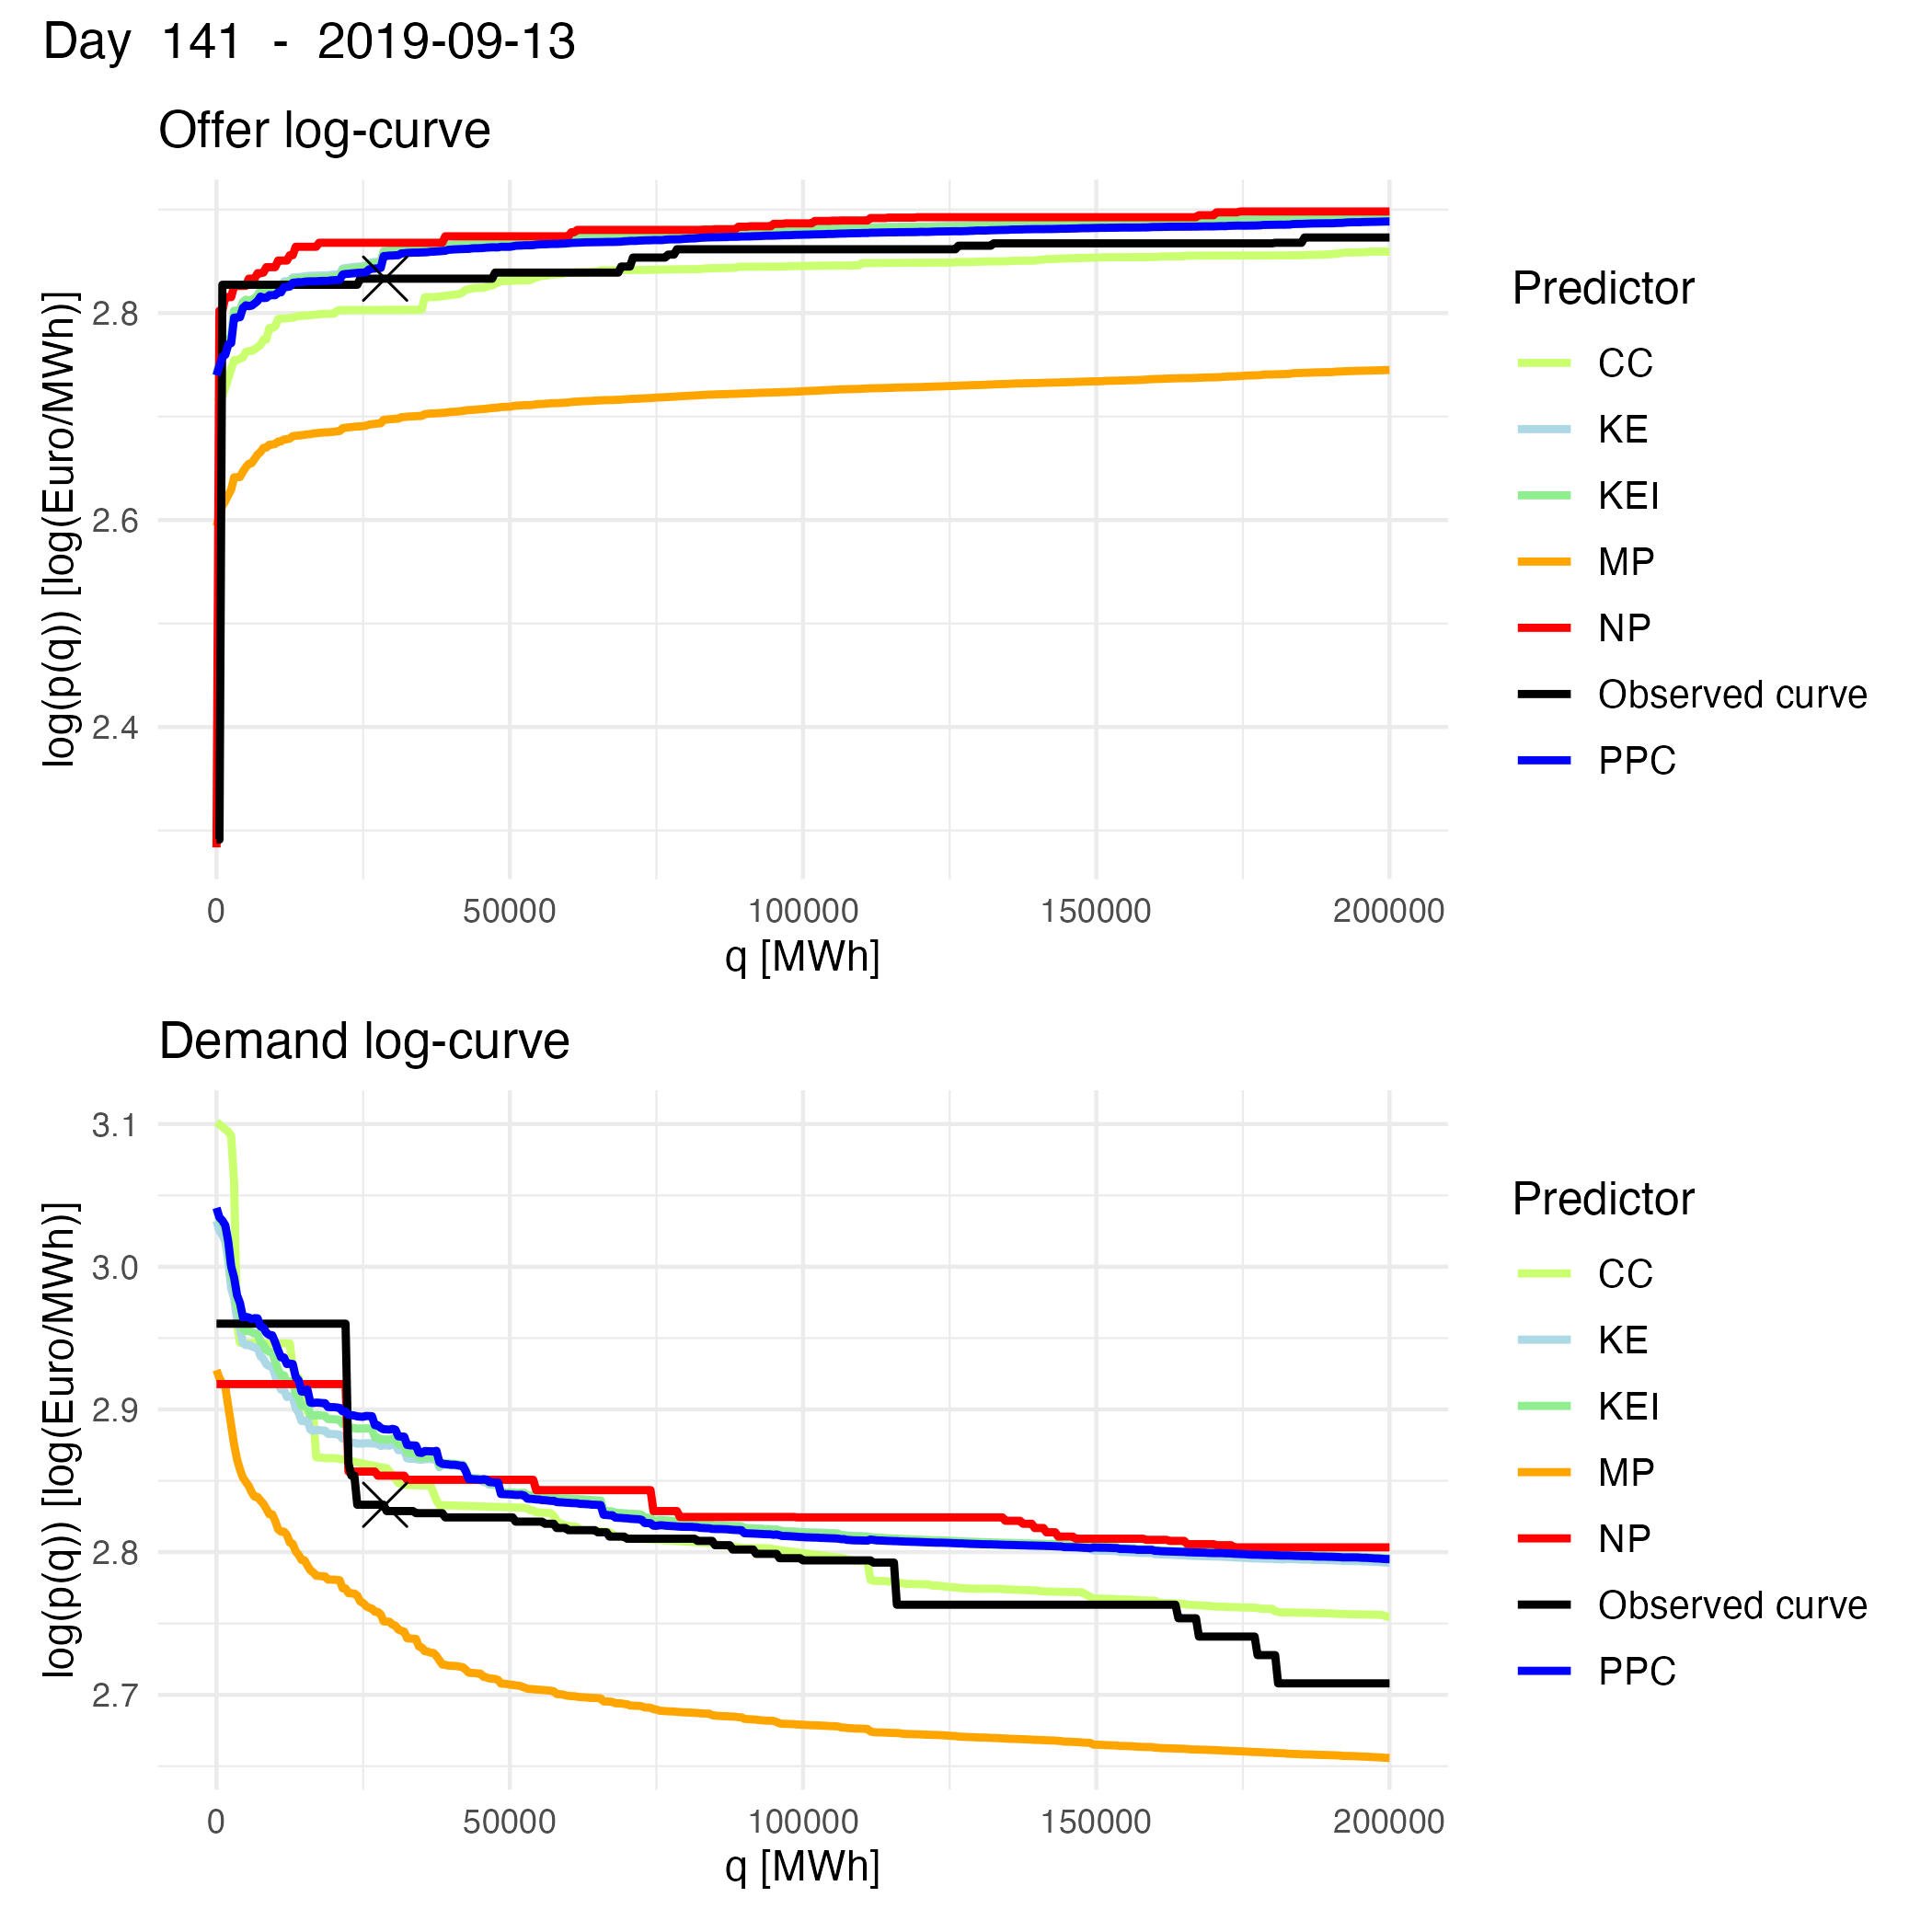 Day 141 - 2019-09-13
Offer log-curve
log(p(q)) [log(Euro/MWh)]
2.8
2.6
2.4
0
50000
100000
150000
200000
q [MWh]
Predictor
CC
KE
KEI
MP
NP
Observed curve
PPC
Demand log-curve
log(p(q)) [log(Euro/MWh)]
3.1
3.0
2.9
2.8
2.7
0
50000
100000
150000
200000
q [MWh]
Predictor
CC
KE
KEI
MP
NP
Observed curve
PPC